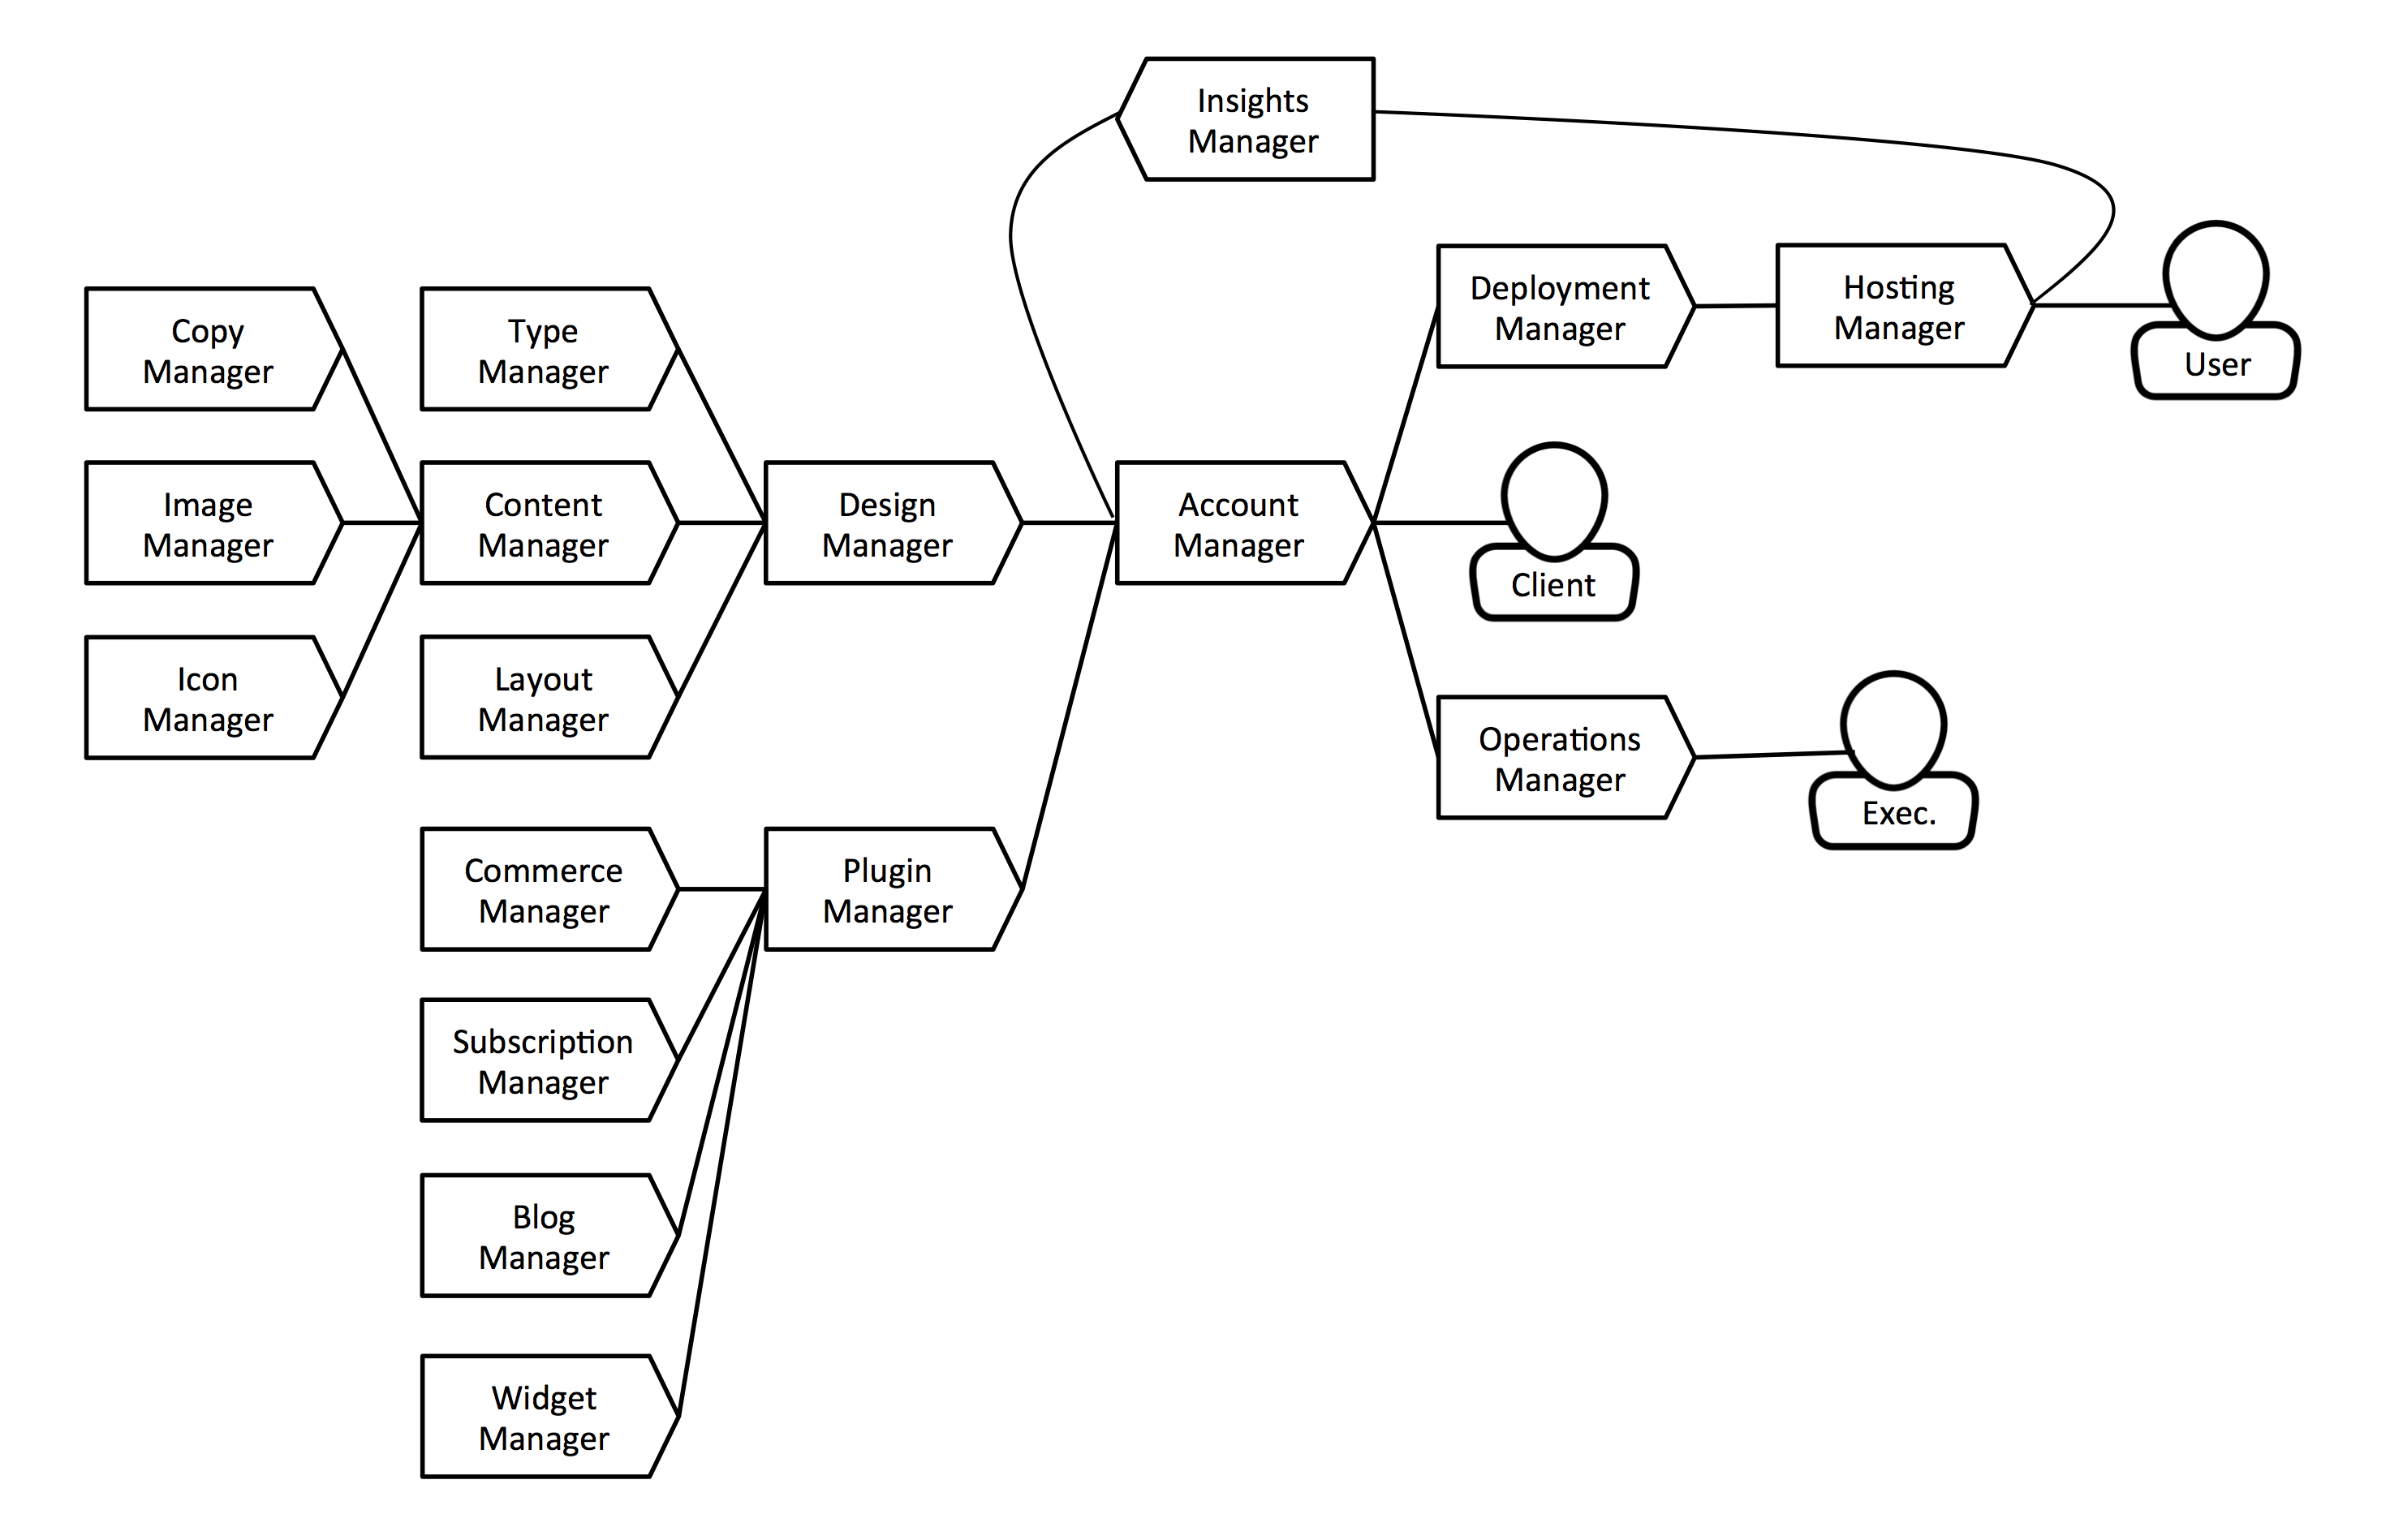 Insights
Manager
Deployment
Manager
Hosting
Manager
User
Copy
Manager
Type
Manager
Image
Manager
Content
Manager
Design
Manager
Account
Manager
Client
Icon
Manager
Layout
Manager
Operations
Manager
Exec.
Commerce
Manager
Plugin
Manager
Subscription
Manager
Blog
Manager
Widget
Manager